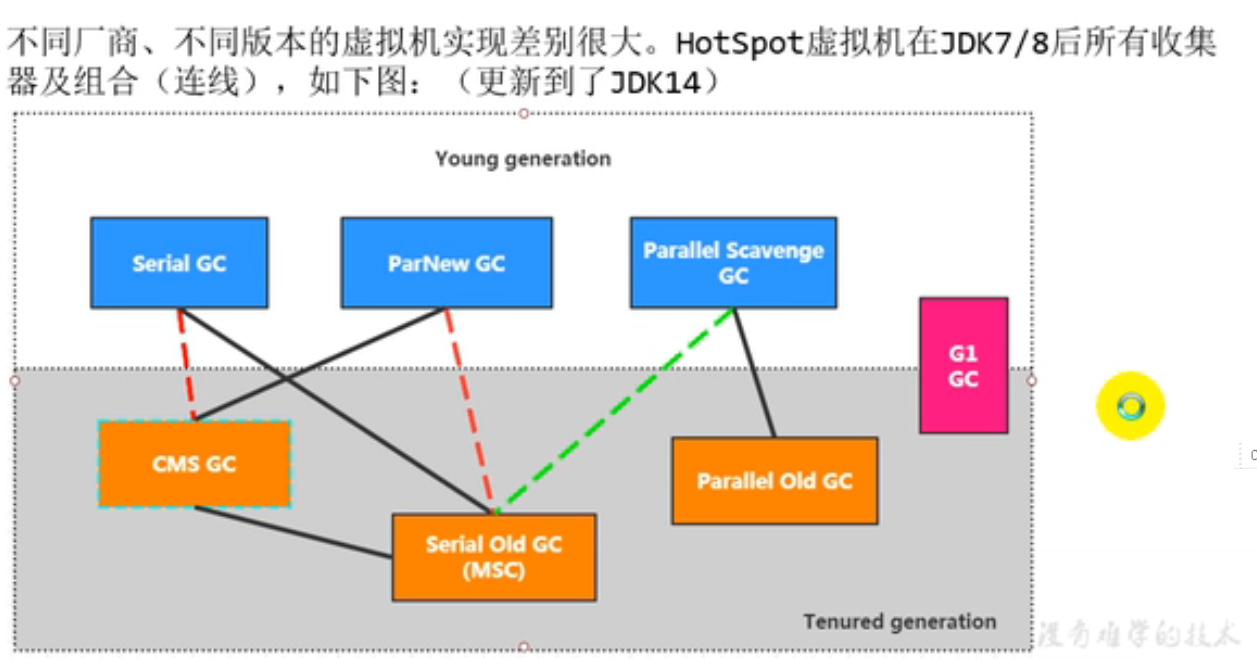 不同厂商、不同版本的虚拟机实现差别很大。HotSpot虚拟机在JDK7/8后所有收集
器及组合（连线），如下图：（更新到了JDK14）
Young generation
Serial GC
ParNew GC
Parallel Scavenge
GC
G1
GC
CMS GC
Parallel Old GC
Serial Old GC
(MSC)
Tenured generation
没有难学的技术